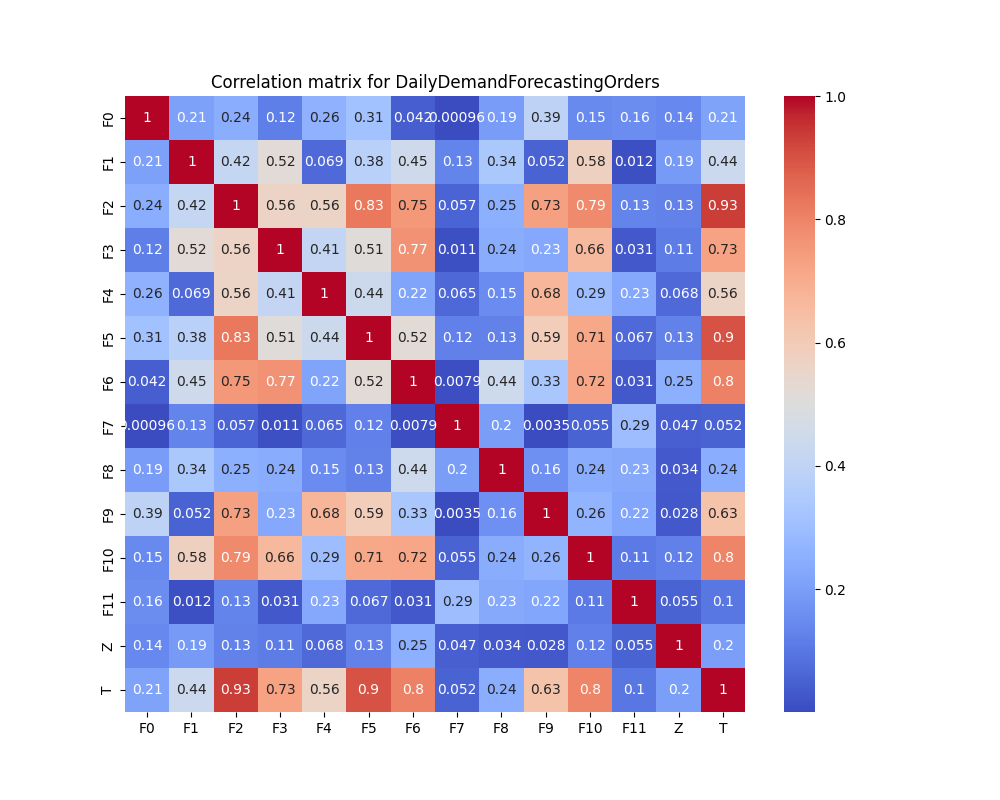 Correlation matrix for DailyDemandForecastingOrders
F0 1 0.21 0.24 0.12 0.26 0.31 0.042 0.00096 0.19 0.39 0.15 0.16 0.14 0.21
F1 0.21 1 0.42 0.52 0.069 0.38 0.45 0.13 0.34 0.052 0.58 0.012 0.19 0.44
F2 0.24 0.42 1 0.56 0.56 0.83 0.75 0.057 0.25 0.73 0.79 0.13 0.13 0.93
F3 0.12 0.52 0.56 1 0.41 0.51 0.77 0.011 0.24 0.23 0.66 0.031 0.11 0.73
F4 0.26 0.069 0.56 0.41 1 0.44 0.22 0.065 0.15 0.68 0.29 0.23 0.068 0.56
F5 0.31 0.38 0.83 0.51 0.44 1 0.52 0.12 0.13 0.59 0.71 0.067 0.13 0.9
F6 0.042 0.45 0.75 0.77 0.22 0.52 1 0.0079 0.44 0.33 0.72 0.031 0.25 0.8
F7 0.00096 0.13 0.057 0.011 0.065 0.12 0.0079 1 0.2 0.0035 0.055 0.29 0.047 0.052
F8 0.19 0.34 0.25 0.24 0.15 0.13 0.44 0.2 1 0.16 0.24 0.23 0.034 0.24
F9 0.39 0.052 0.73 0.23 0.68 0.59 0.33 0.0035 0.16 1 0.26 0.22 0.028 0.63
F10 0.15 0.58 0.79 0.66 0.29 0.71 0.72 0.055 0.24 0.26 1 0.11 0.12 0.8
F11 0.16 0.012 0.13 0.031 0.23 0.067 0.031 0.29 0.23 0.22 0.11 1 0.055 0.1
Z 0.14 0.19 0.13 0.11 0.068 0.13 0.25 0.047 0.034 0.028 0.12 0.055 1 0.2
T 0.21 0.44 0.93 0.73 0.56 0.9 0.8 0.052 0.24 0.63 0.8 0.1 0.2 1
F0 F1 F2 F3 F4 F5 F6 F7 F8 F9 F10 F11 Z T
1.0
0.8
0.6
0.4
0.2